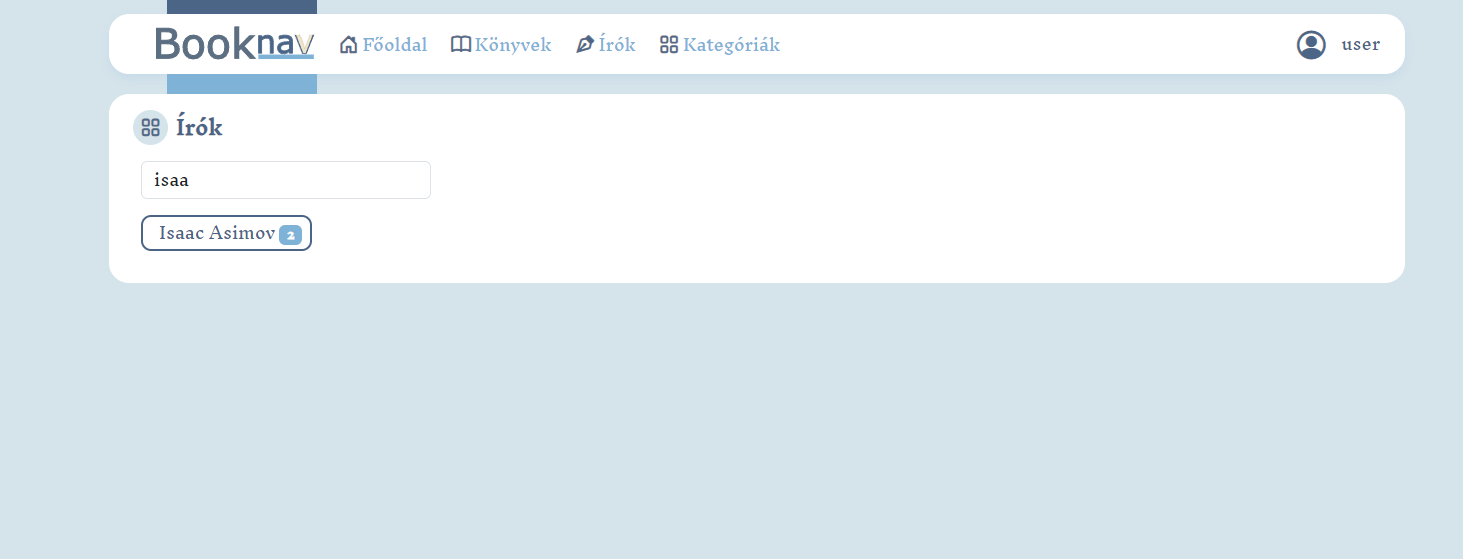 Booknav Főoldal Könyvek Írók Kategóriák user
Írók
isaa
Isaac Asimov 2